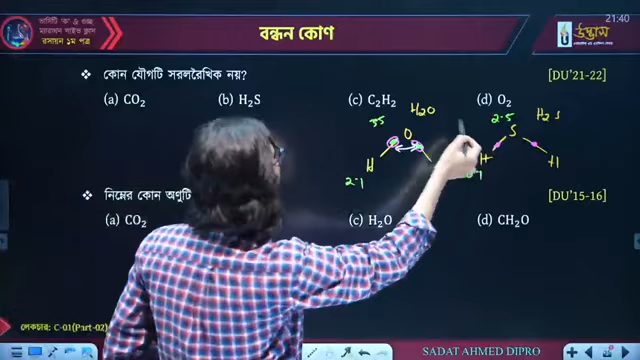 ভার্সিটি 'ক' ও গুচ্ছ
ম্যারাথন লাইভ ক্লাস
রসায়ন ১ম পত্র
বন্ধন কোণ
উদ্ভাস
21:40
❖ কোন যৌগটি সরলরৈখিক নয়? [DU'21-22]
(a) CO₂ (b) H₂S (c) C₂H₂ (d) O₂
H₂O
H₂S
2.5
O
S
H
H
H
2.1
❖ নিম্নের কোন অণুটি [DU'15-16]
(a) CO₂ (c) H₂O (d) CH₂O
লেকচার: C-01(Part-02)
SADAT AHMED DIPRO